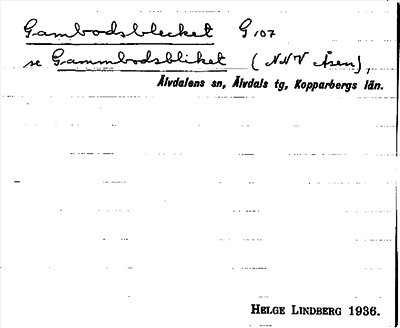 Gambodsblecket G 107
se Gammbodsbliket (NNV Åsen),
Älvdalens sn, Älvdals tg, Kopparbergs län.
HELGE LINDBERG 1936.